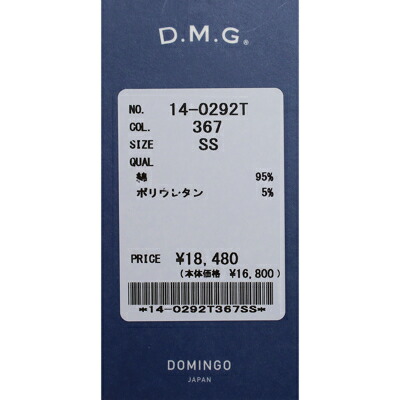 D.M.G.®
NO. 14-0292T
COL. 367
SIZE SS
QUAL
綿 95%
ポリウレタン 5%
PRICE ¥18,480
(本体価格 ¥16,800)
*14-0292T367SS*
DOMINGO
JAPAN